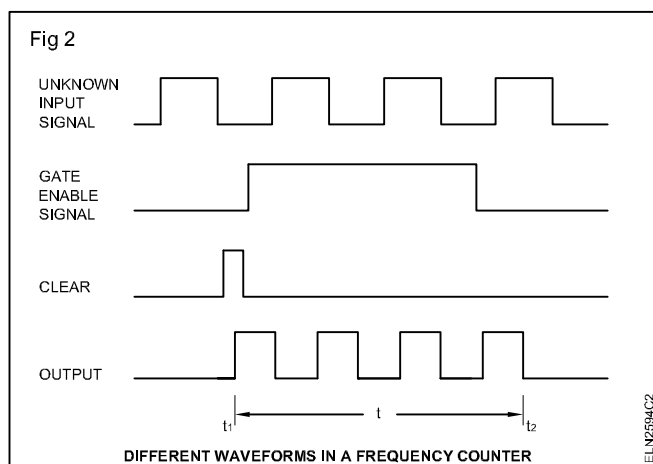 Fig 2
UNKNOWN
INPUT
SIGNAL
GATE
ENABLE
SIGNAL
CLEAR
OUTPUT
t1 t t2
DIFFERENT WAVEFORMS IN A FREQUENCY COUNTER
ELN2594C2